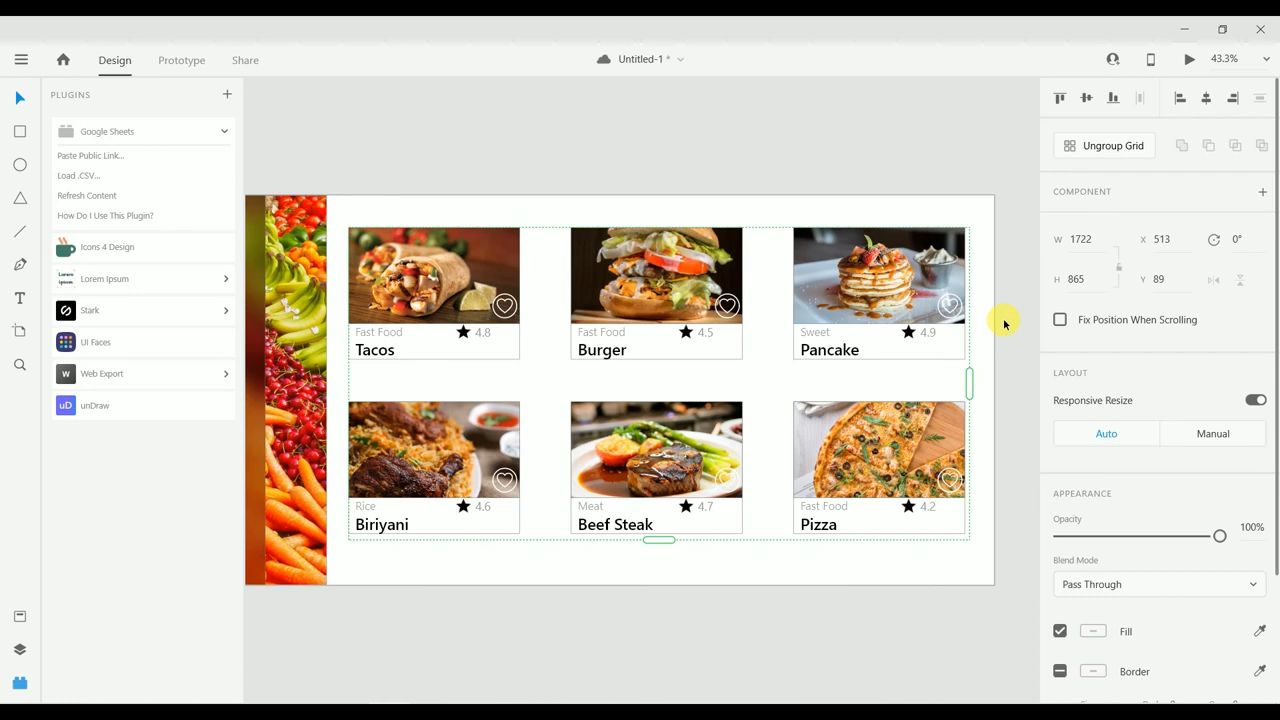 Design Prototype Share Untitled-1 * 43.3%
PLUGINS
Google Sheets
Paste Public Link...
Load .CSV...
Refresh Content
How Do I Use This Plugin?
Icons 4 Design
Lorem Ipsum
Lorem Ipsum
Stark
UI Faces
W Web Export
uD unDraw
Fast Food 4.8
Tacos
Fast Food 4.5
Burger
Sweet 4.9
Pancake
Rice 4.6
Biriyani
Meat 4.7
Beef Steak
Fast Food 4.2
Pizza
Ungroup Grid
COMPONENT
W 1722 X 513 0°
H 865 Y 89
Fix Position When Scrolling
LAYOUT
Responsive Resize
Auto Manual
APPEARANCE
Opacity
100%
Blend Mode
Pass Through
Fill
Border